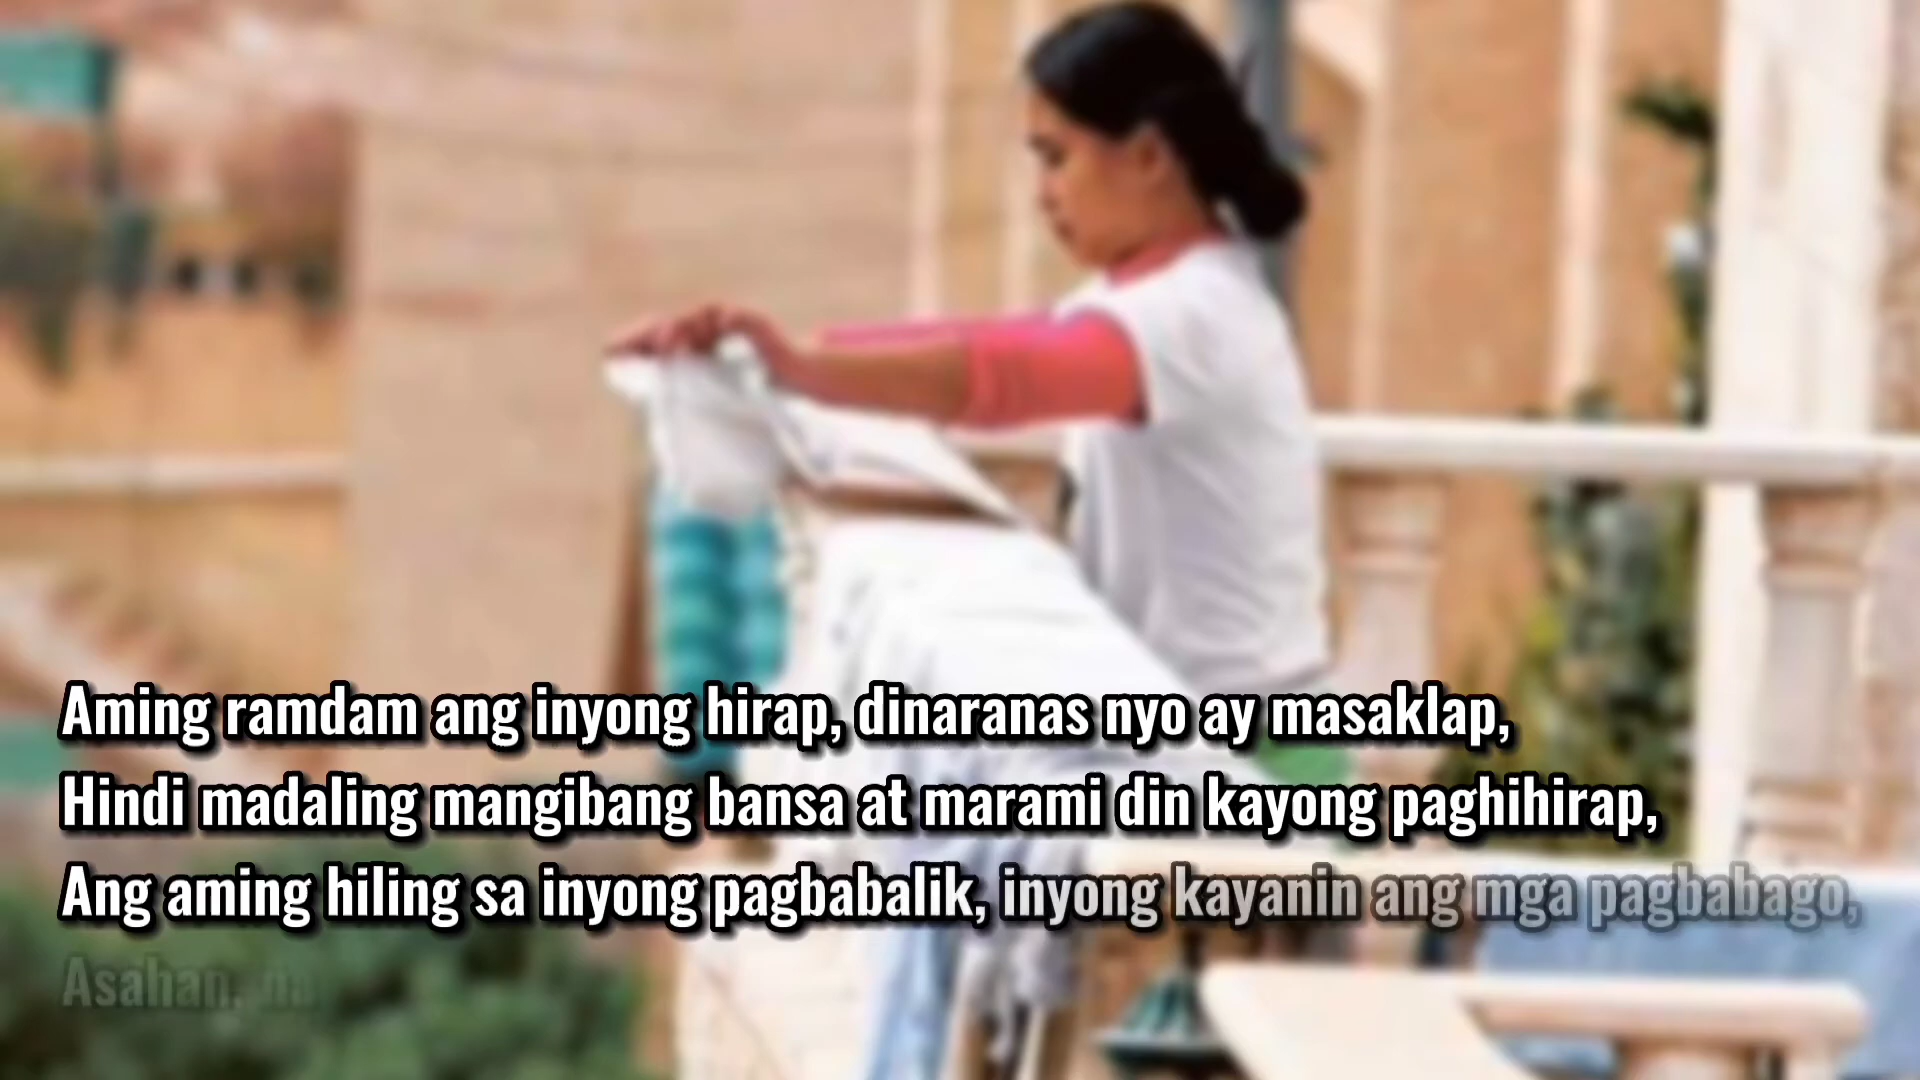 Aming ramdam ang inyong hirap, dinaranas nyo ay masaklap,
Hindi madaling mangibang bansa at marami din kayong paghihirap,
Ang aming hiling sa inyong pagbabalik, inyong kayanin ang mga pagbabago,
Asahan, na